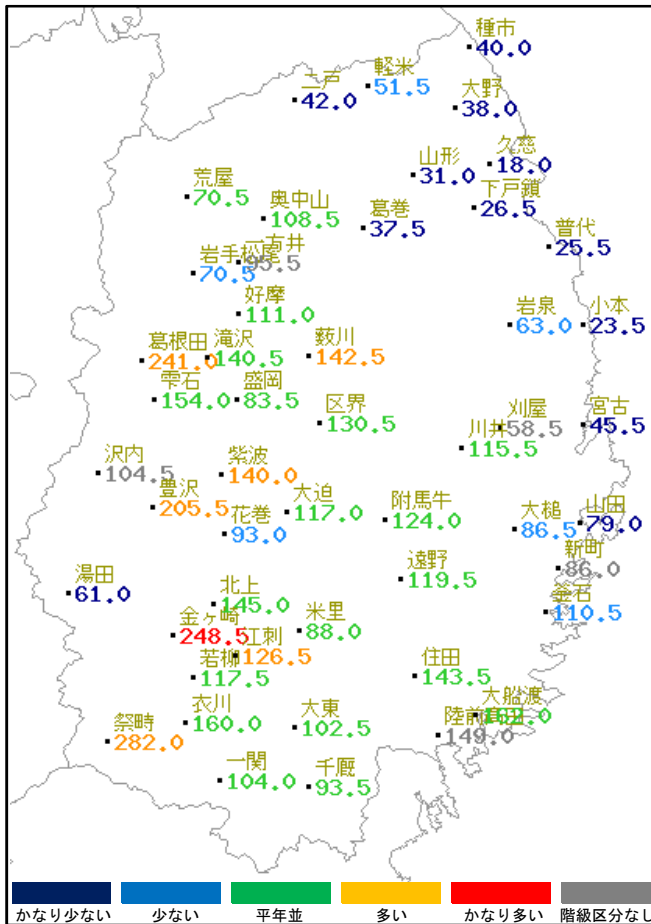 種市
40.0
軽米
51.5
二戸
42.0
大野
38.0
久慈
18.0
山形
31.0
荒屋
70.5
下戸鎖
26.5
奥中山
108.5
葛巻
37.5
普代
25.5
一方井
95.5
岩手松尾
70.5
好摩
111.0
岩泉
63.0
小本
23.5
葛根田
241.0
滝沢
140.5
薮川
142.5
雫石
154.0
盛岡
83.5
区界
130.5
刈屋
58.5
宮古
45.5
川井
115.5
沢内
104.5
紫波
140.0
豊沢
205.5
大迫
117.0
花巻
93.0
附馬牛
124.0
大槌
86.5
山田
79.0
新町
86.0
遠野
119.5
湯田
61.0
北上
145.0
釜石
110.5
金ヶ崎
248.5
米里
88.0
江刺
126.5
若柳
117.5
住田
143.5
衣川
160.0
大船渡
大東
102.5
陸前高田
149.0
祭畤
282.0
一関
104.0
千厩
93.5
かなり少ない 少ない 平年並 多い かなり多い 階級区分なし